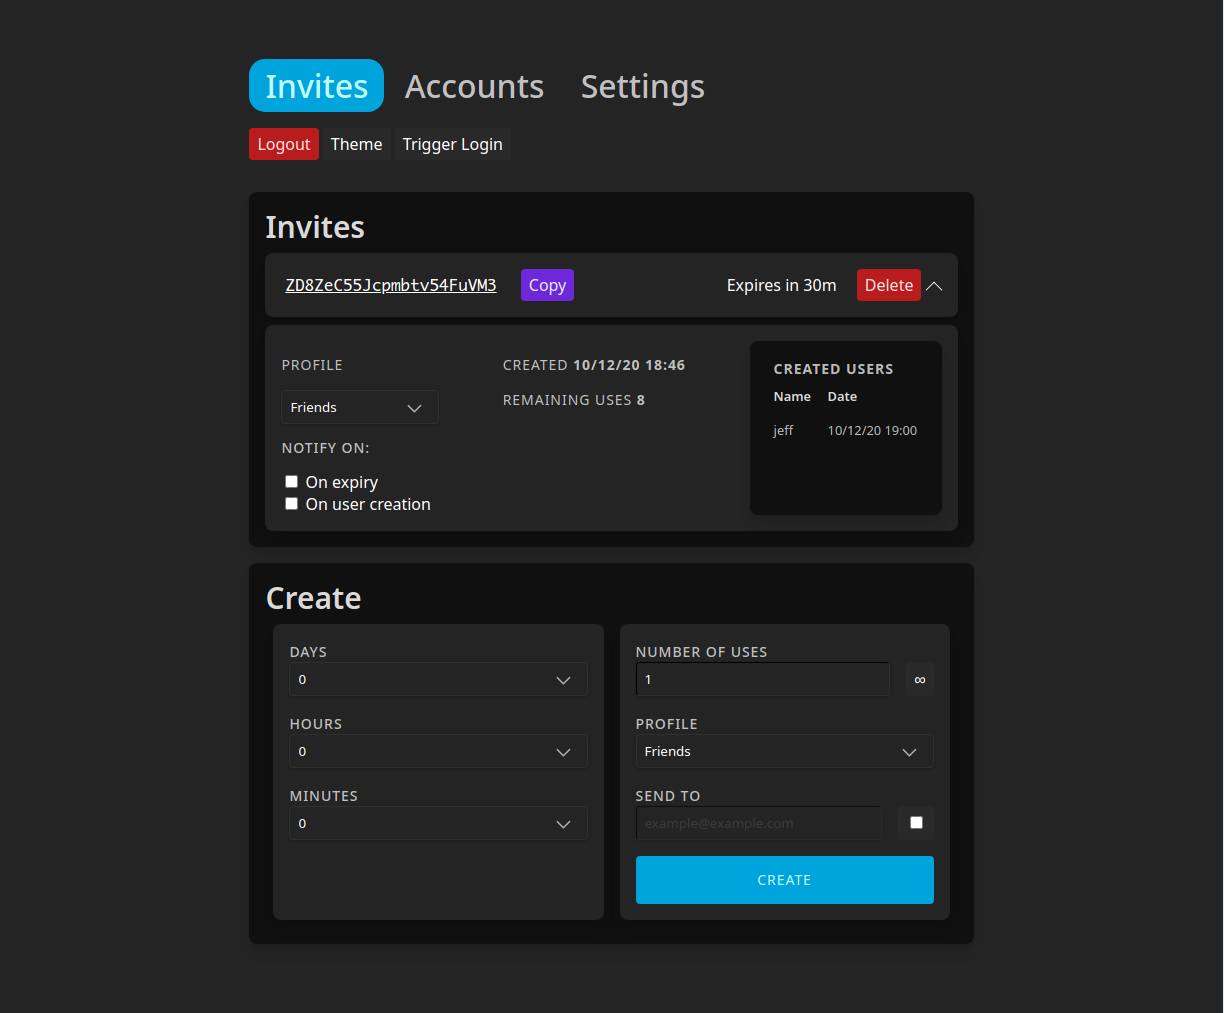 Invites Accounts Settings
Logout Theme Trigger Login
Invites
ZD8ZeC55Jcpmbtv54FuVM3 Copy Expires in 30m Delete
PROFILE
Friends
NOTIFY ON:
On expiry
On user creation
CREATED 10/12/20 18:46
REMAINING USES 8
CREATED USERS
Name Date
jeff 10/12/20 19:00
Create
DAYS
0
HOURS
0
MINUTES
0
NUMBER OF USES
1 ∞
PROFILE
Friends
SEND TO
example@example.com
CREATE